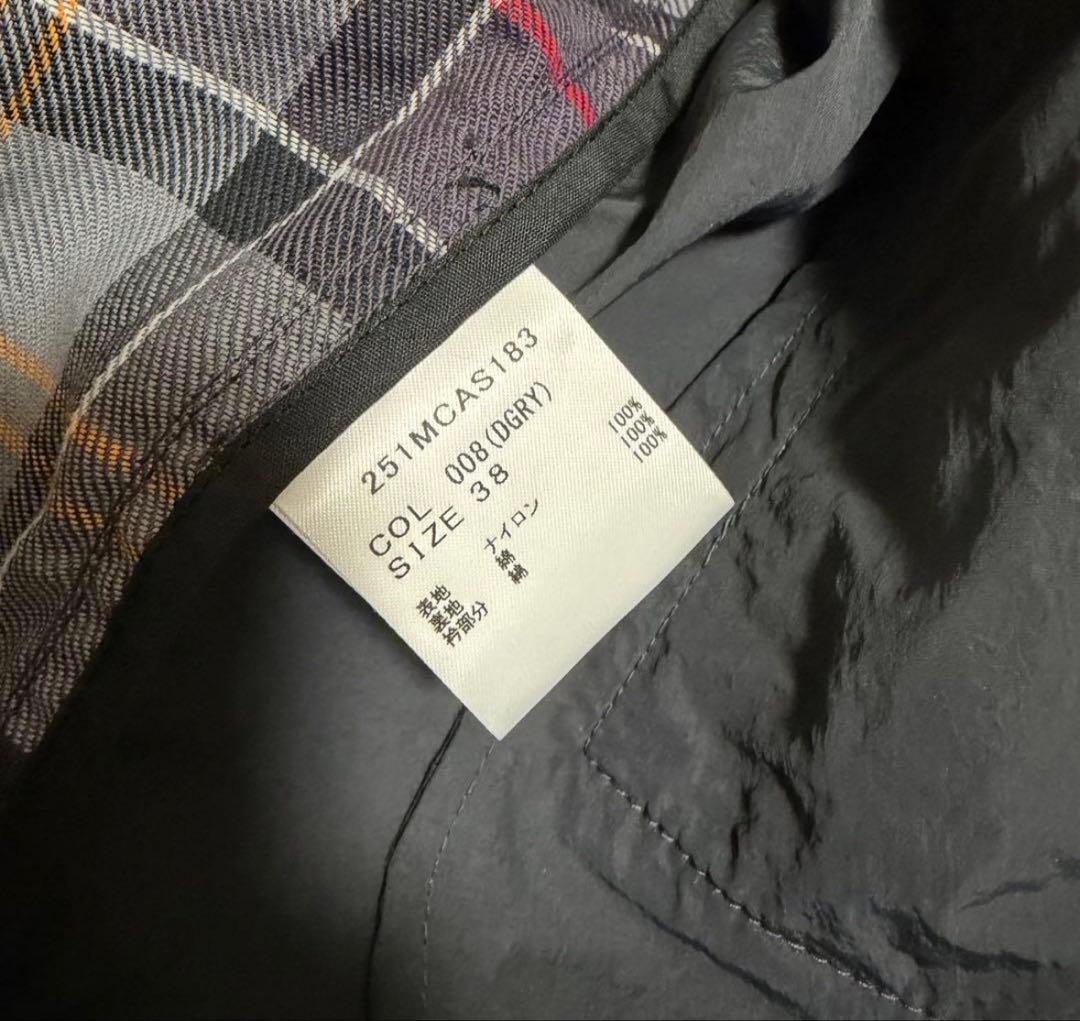 251MCAS183
COL 008(DGRY)
SIZE 38
表地 ナイロン 100%
裏地 綿 100%
衿部分 綿 100%